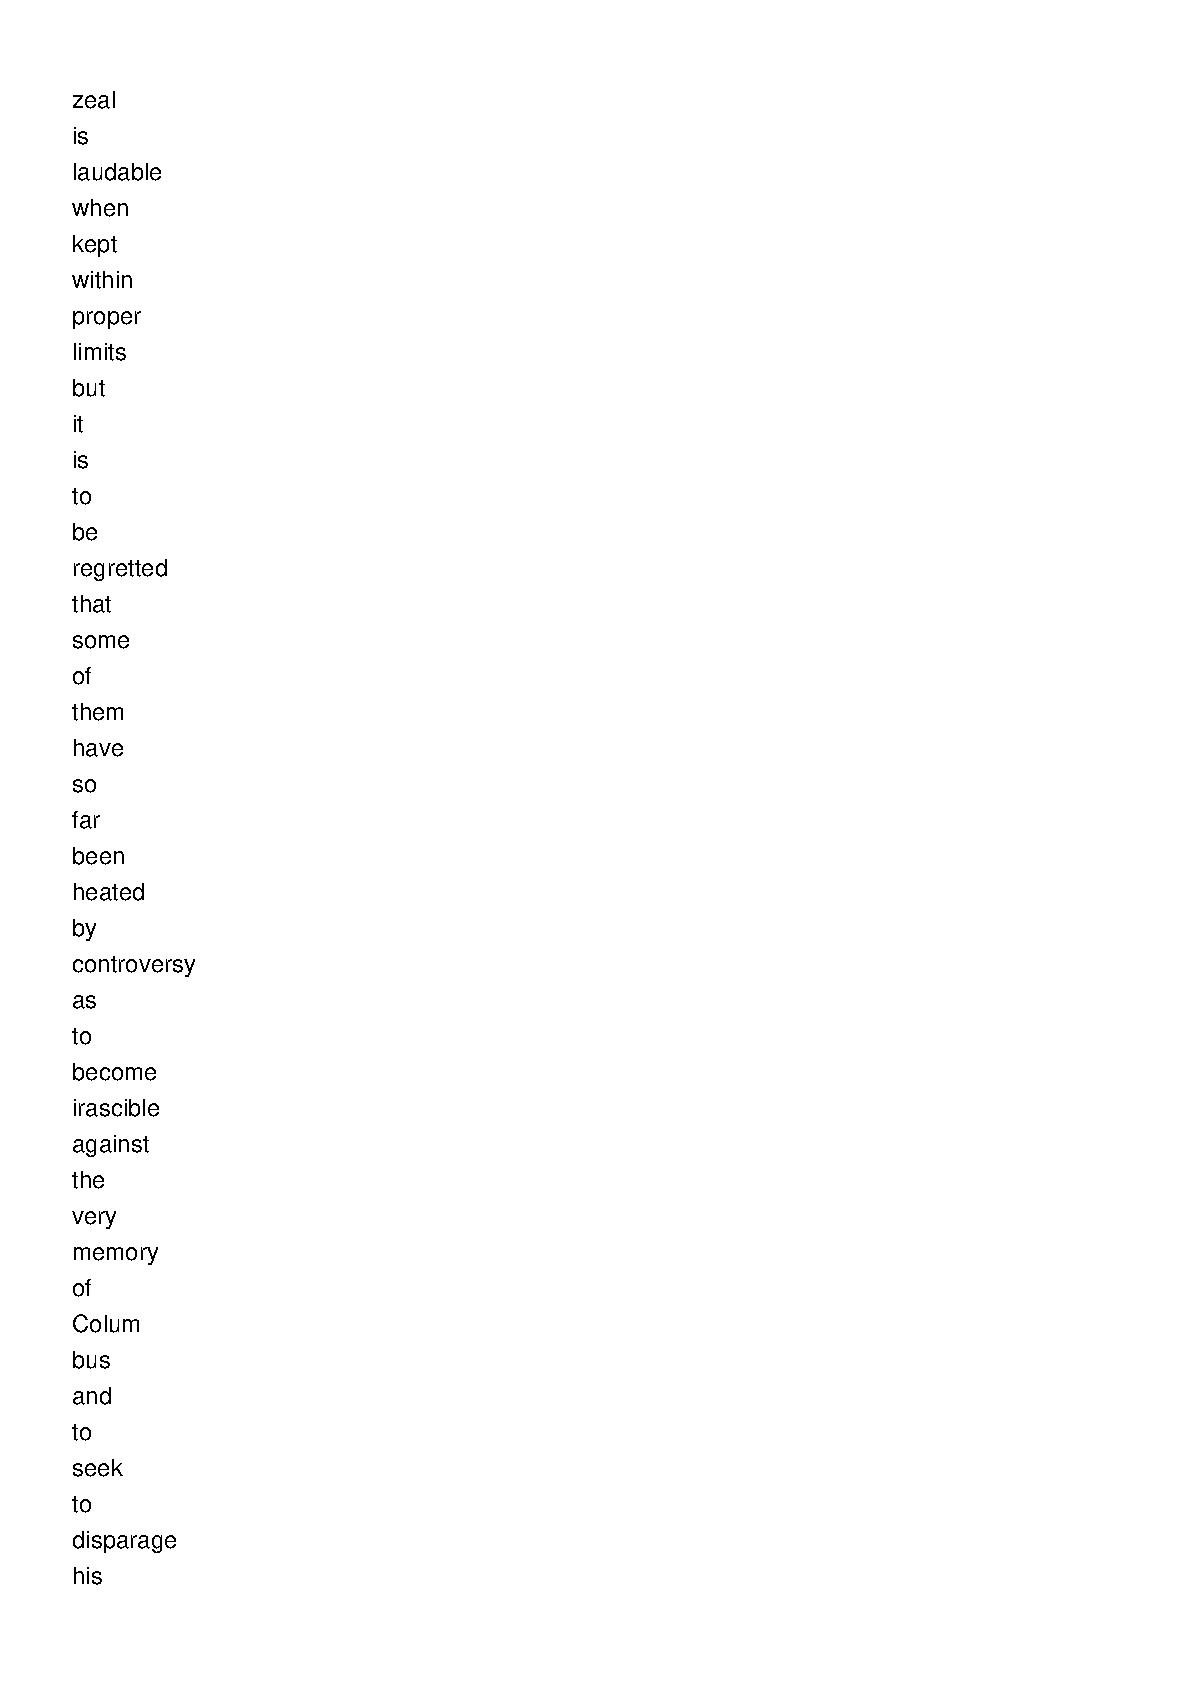 zeal
is
laudable
when
kept
within
proper
limits
but
it
is
to
be
regretted
that
some
of
them
have
so
far
been
heated
by
controversy
as
to
become
irascible
against
the
very
memory
of
Colum
bus
and
to
seek
to
disparage
his